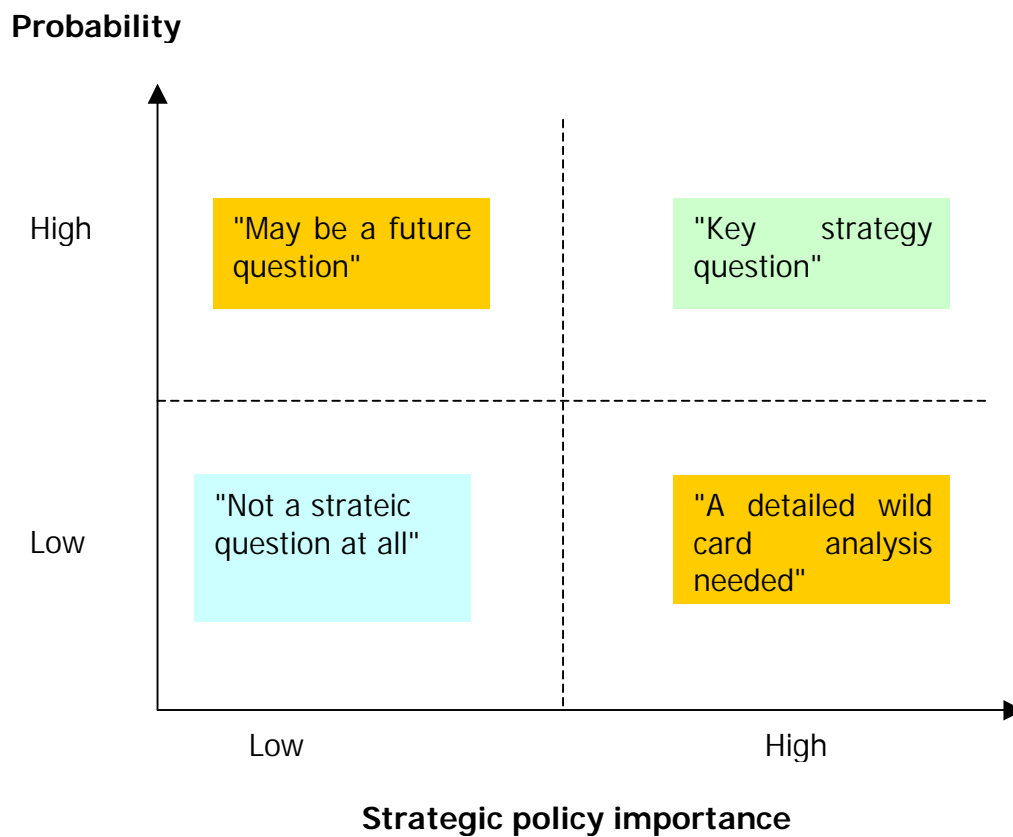 Probability
High
"May be a future
question"
"Key strategy
question"
Low
"Not a strateic
question at all"
"A detailed wild
card analysis
needed"
Low
High
Strategic policy importance